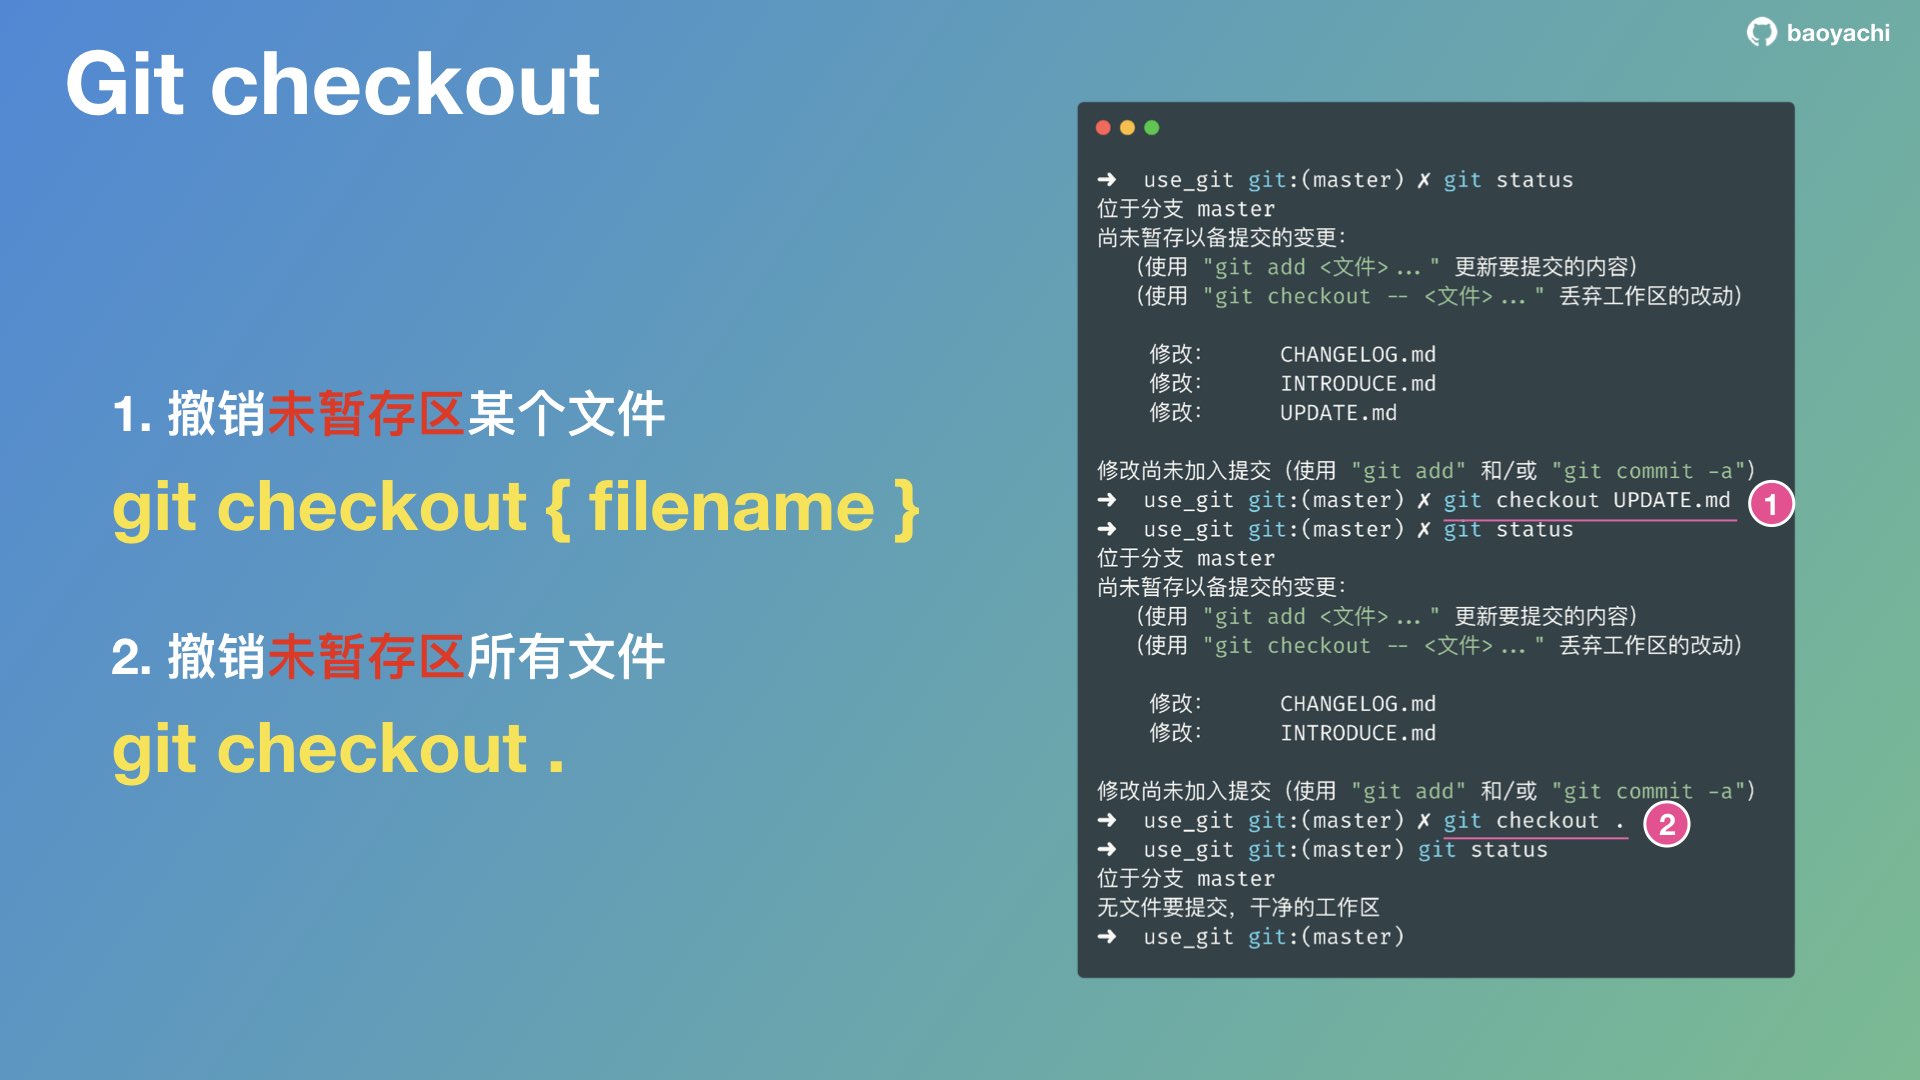 Git checkout
baoyachi
1. 撤销未暂存区某个文件
git checkout { filename }
2. 撤销未暂存区所有文件
git checkout .
➜ use_git git:(master) ✗ git status
位于分支 master
尚未暂存以备提交的变更：
（使用 "git add <文件>..." 更新要提交的内容）
（使用 "git checkout -- <文件>..." 丢弃工作区的改动）
修改： CHANGELOG.md
修改： INTRODUCE.md
修改： UPDATE.md
修改尚未加入提交（使用 "git add" 和/或 "git commit -a"）
➜ use_git git:(master) ✗ git checkout UPDATE.md 1
➜ use_git git:(master) ✗ git status
位于分支 master
尚未暂存以备提交的变更：
（使用 "git add <文件>..." 更新要提交的内容）
（使用 "git checkout -- <文件>..." 丢弃工作区的改动）
修改： CHANGELOG.md
修改： INTRODUCE.md
修改尚未加入提交（使用 "git add" 和/或 "git commit -a"）
➜ use_git git:(master) ✗ git checkout . 2
➜ use_git git:(master) git status
位于分支 master
无文件要提交，干净的工作区
➜ use_git git:(master)